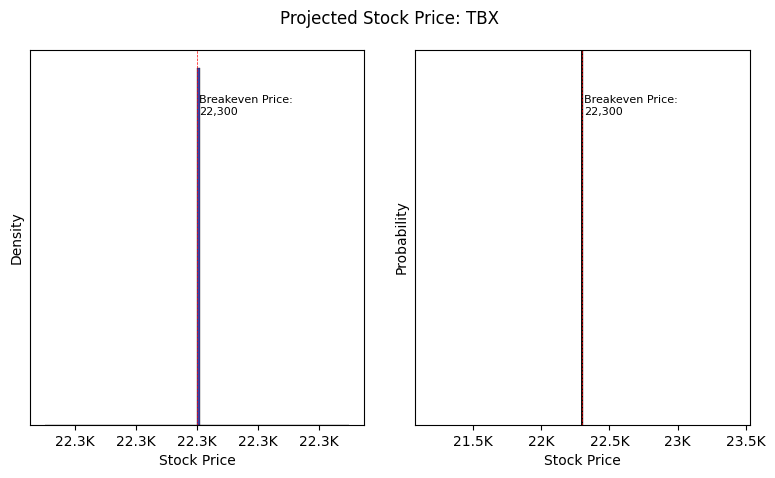 Projected Stock Price: TBX
Density
Breakeven Price:
22,300
22.3K 22.3K 22.3K 22.3K 22.3K
Stock Price
Probability
Breakeven Price:
22,300
21.5K 22K 22.5K 23K 23.5K
Stock Price